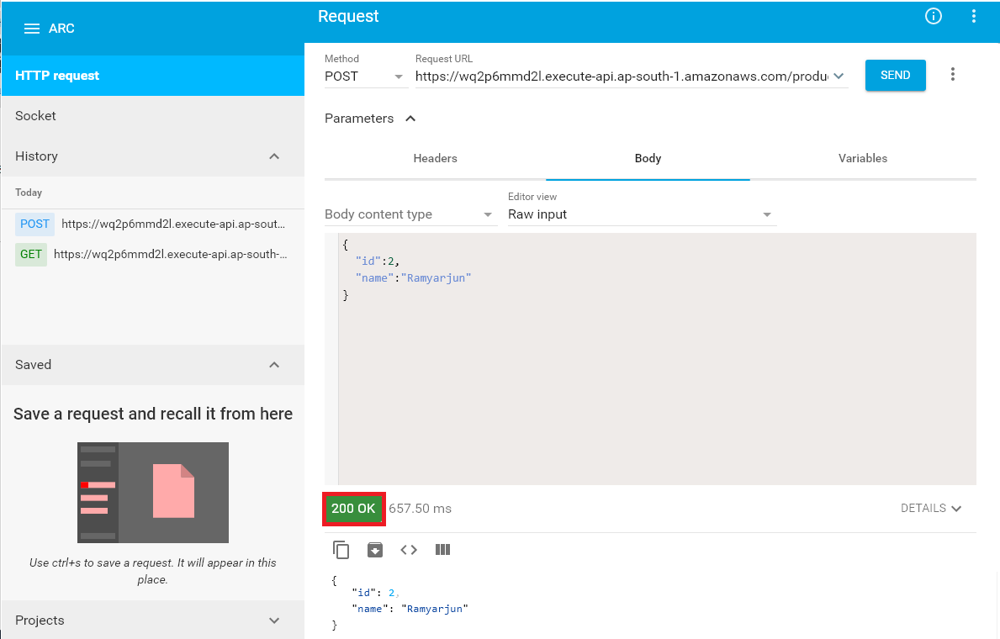 ARC
HTTP request
Socket
History
Today
POST https://wq2p6mmd2l.execute-api.ap-sout...
GET https://wq2p6mmd2l.execute-api.ap-south-...
Saved
Save a request and recall it from here
Use ctrl+s to save a request. It will appear in this
place.
Projects
Request
Method
POST
Request URL
https://wq2p6mmd2l.execute-api.ap-south-1.amazonaws.com/produ
SEND
Parameters
Headers Body Variables
Body content type
Editor view
Raw input
{
"id":2,
"name":"Ramyarjun"
}
200 OK 657.50 ms DETAILS
{
"id": 2,
"name": "Ramyarjun"
}